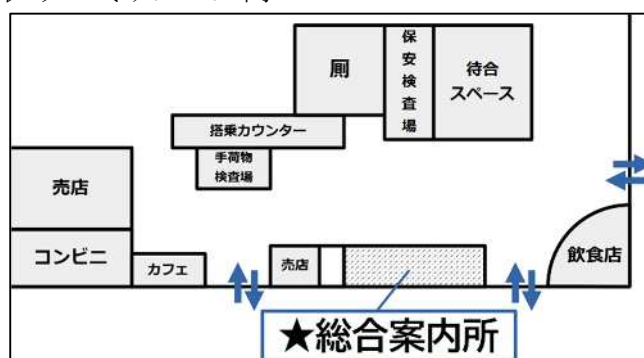 厠
保安検査場
待合
スペース
搭乗カウンター
手荷物
検査場
売店
コンビニ
カフェ
売店
飲食店
★総合案内所